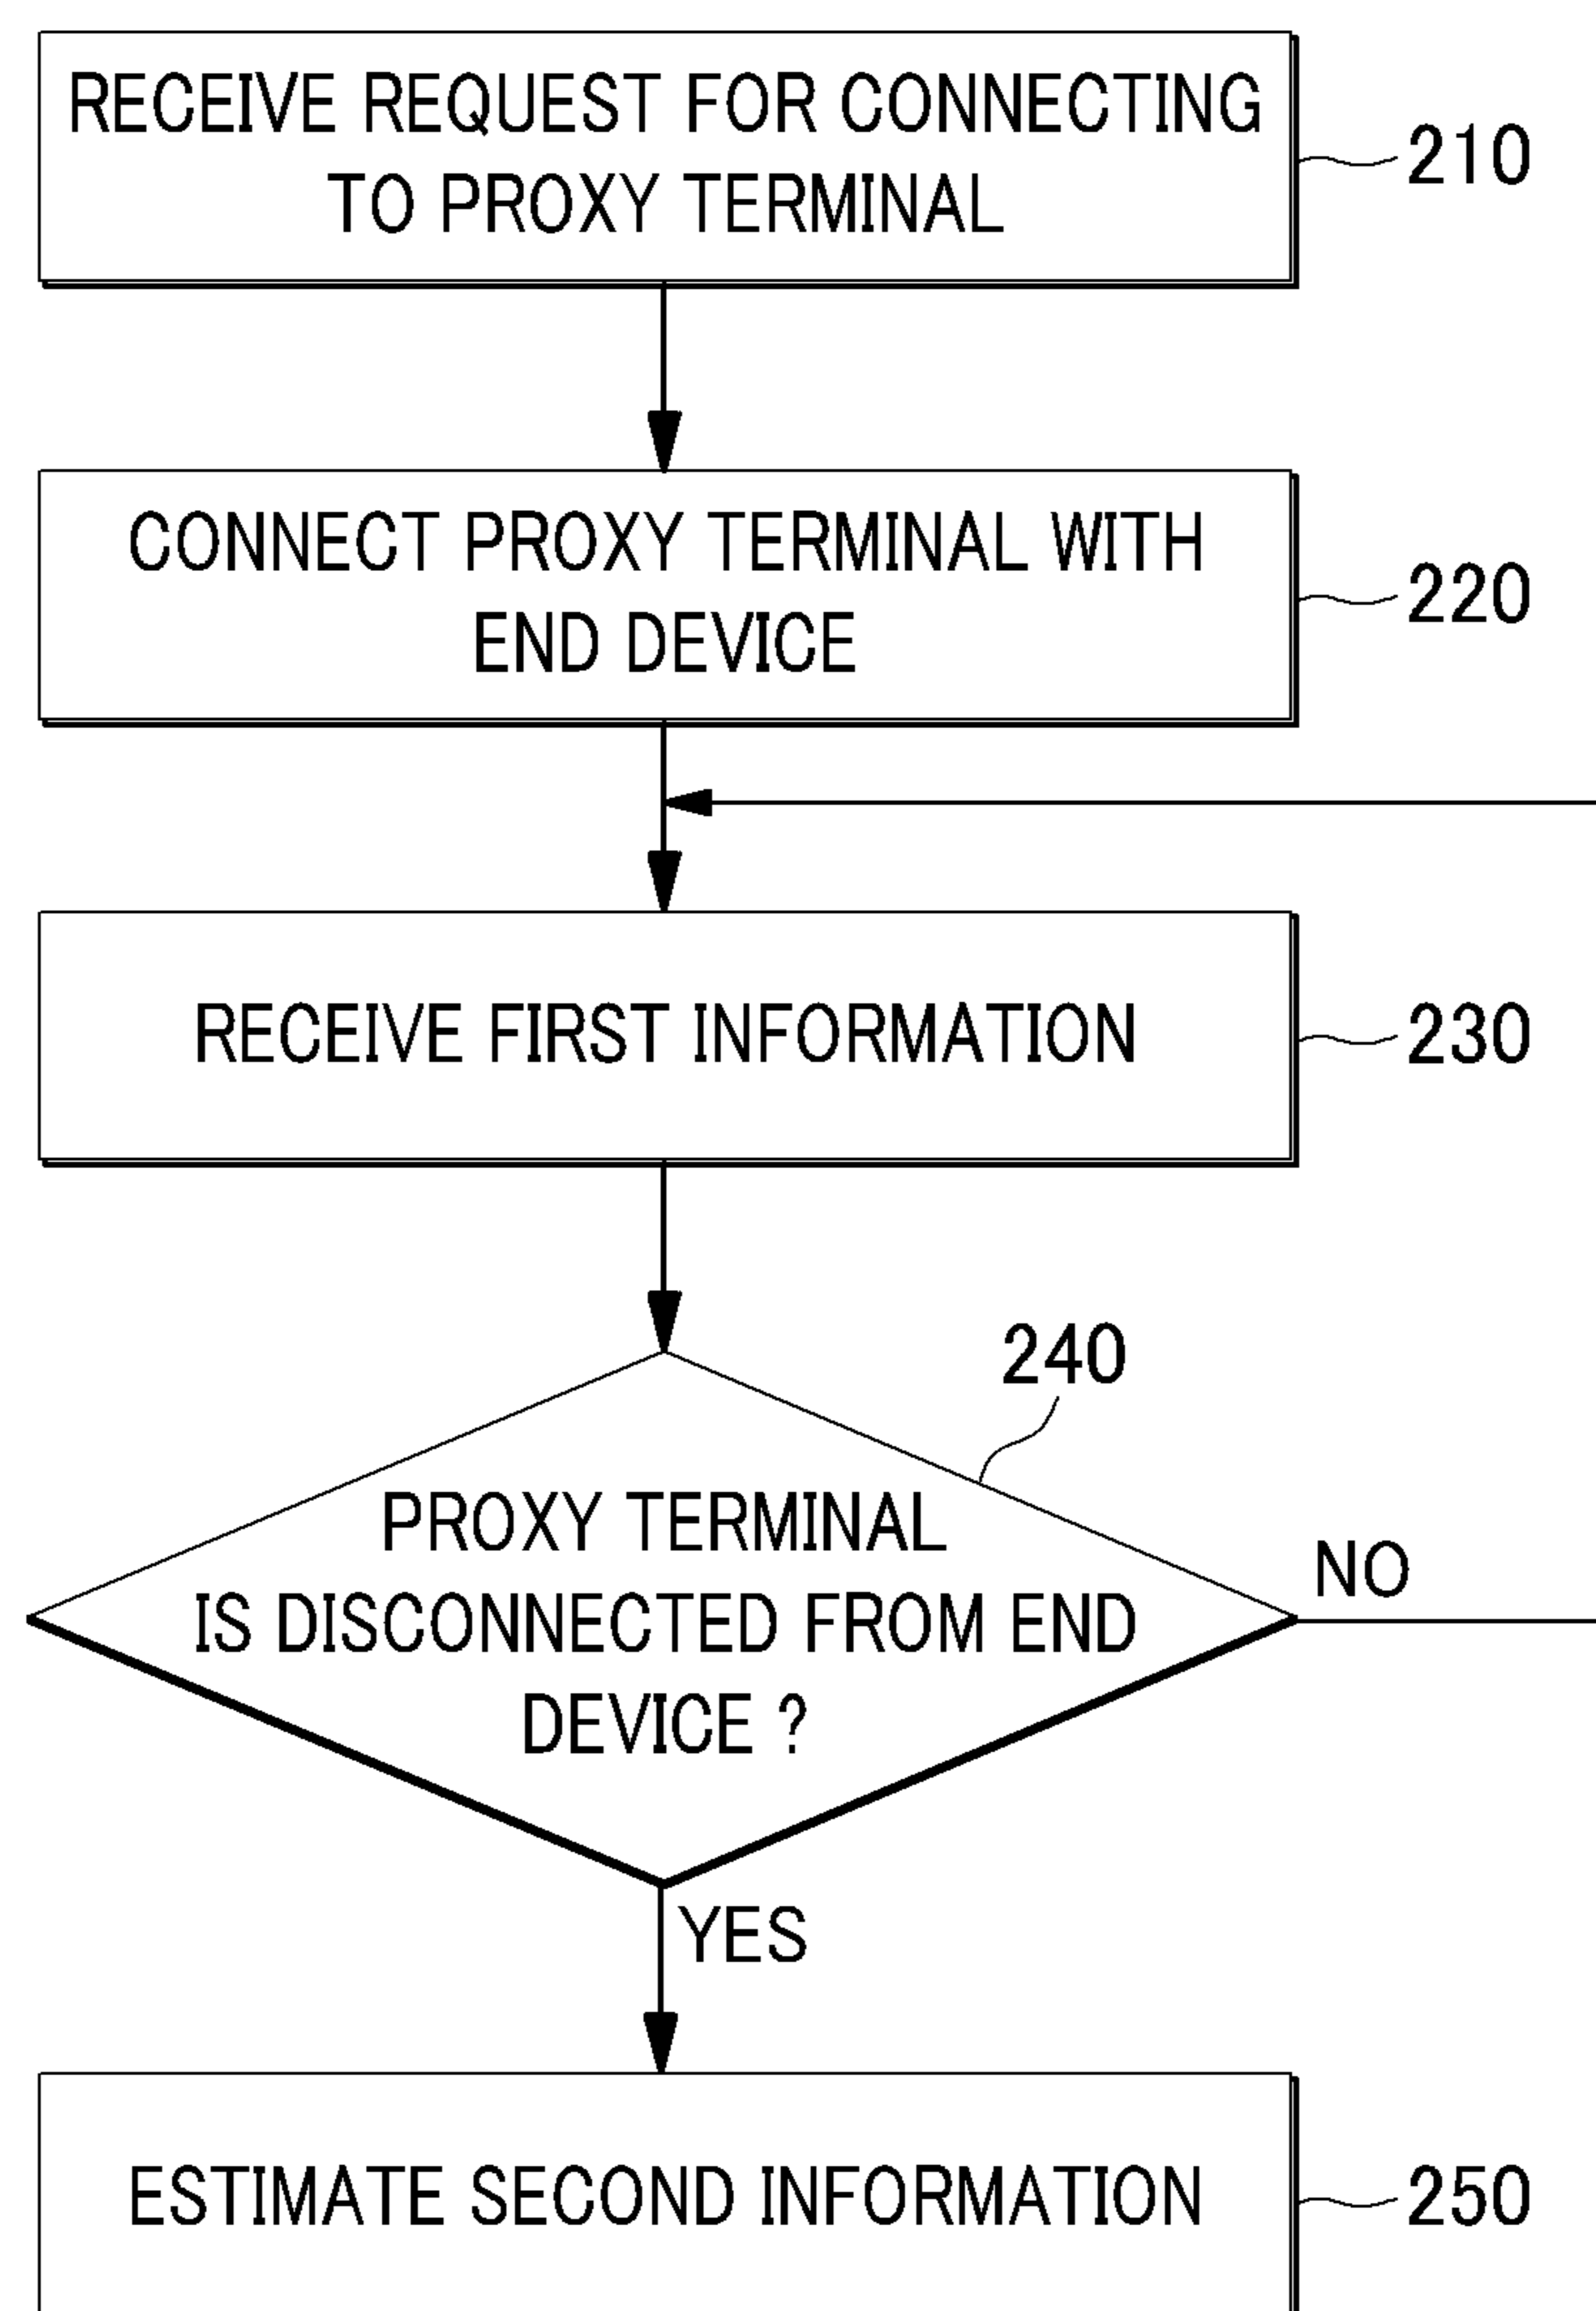 RECEIVE REQUEST FOR CONNECTING
TO PROXY TERMINAL
210
CONNECT PROXY TERMINAL WITH
END DEVICE
220
RECEIVE FIRST INFORMATION
230
240
PROXY TERMINAL
IS DISCONNECTED FROM END
DEVICE ?
NO
YES
ESTIMATE SECOND INFORMATION
250